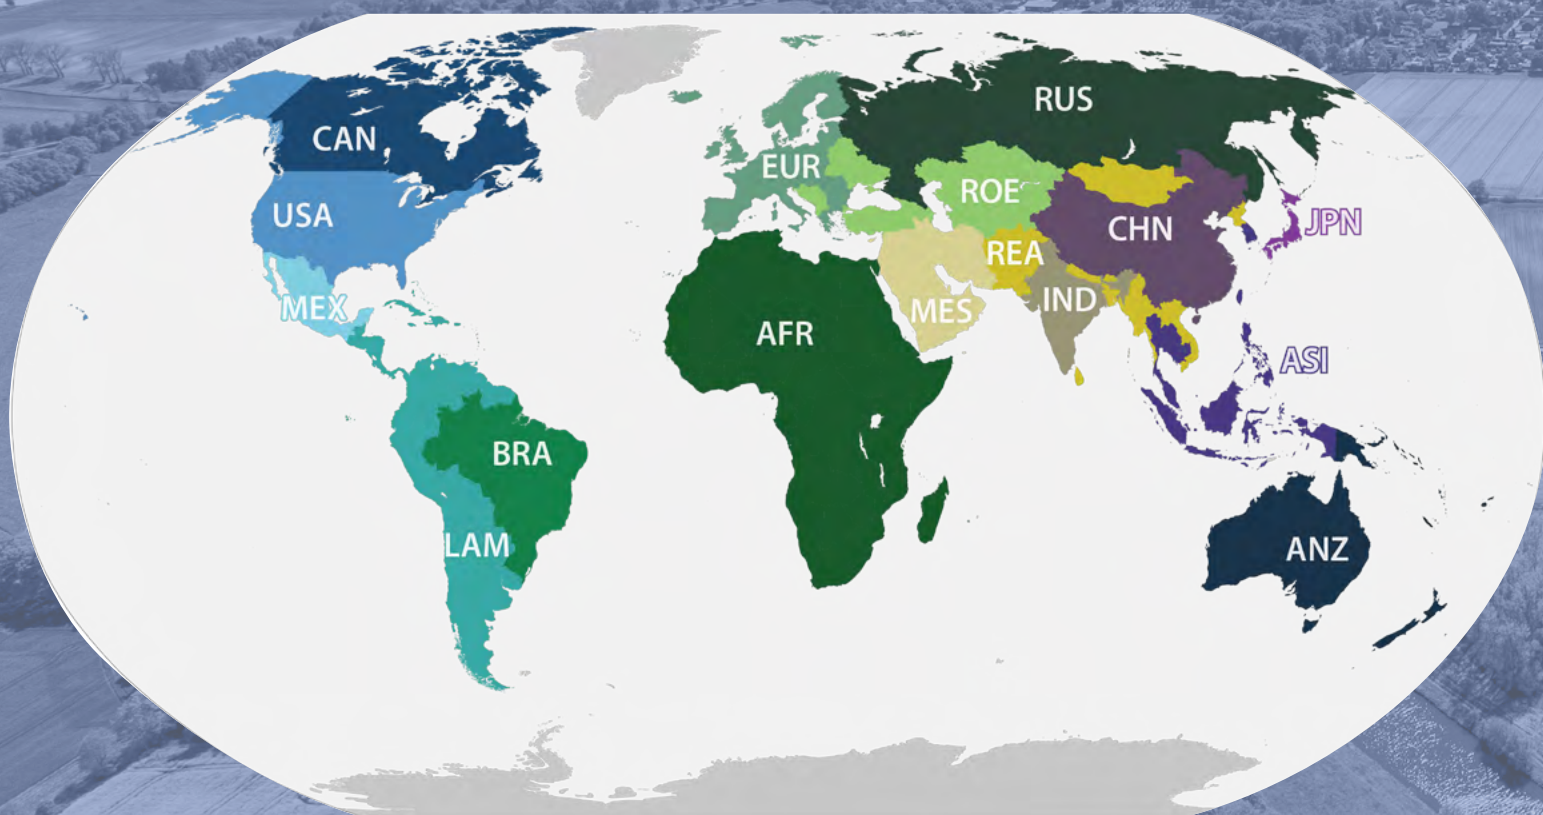 RUS
CAN
EUR
ROE
USA
CHN
JPN
REA
MEX
IND
MES
AFR
ASI
BRA
LAM
ANZ